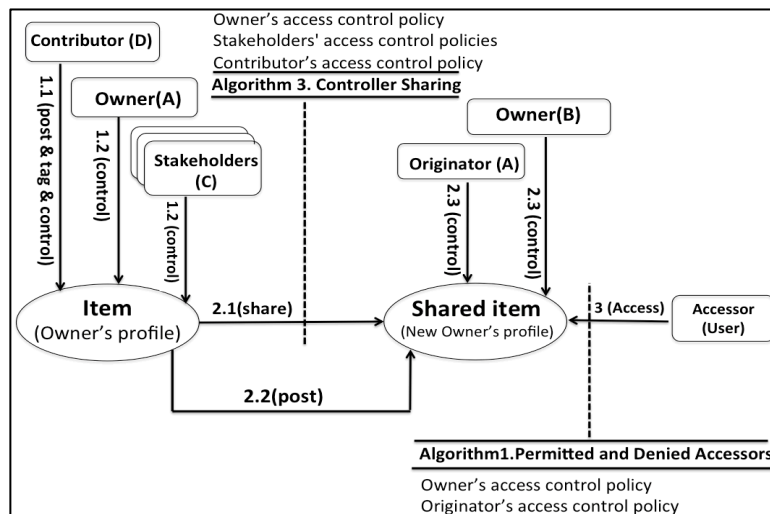 Owner's access control policy
Stakeholders' access control policies
Contributor's access control policy
Algorithm 3. Controller Sharing
Contributor (D)
Owner(A)
Stakeholders
(C)
1.1 (post & tag & control)
1.2 (control)
1.2 (control)
Owner(B)
Originator (A)
2.3 (control)
2.3 (control)
Item
(Owner's profile)
2.1(share)
Shared item
(New Owner's profile)
3 (Access)
Accessor
(User)
2.2(post)
Algorithm1.Permitted and Denied Accessors
Owner's access control policy
Originator's access control policy